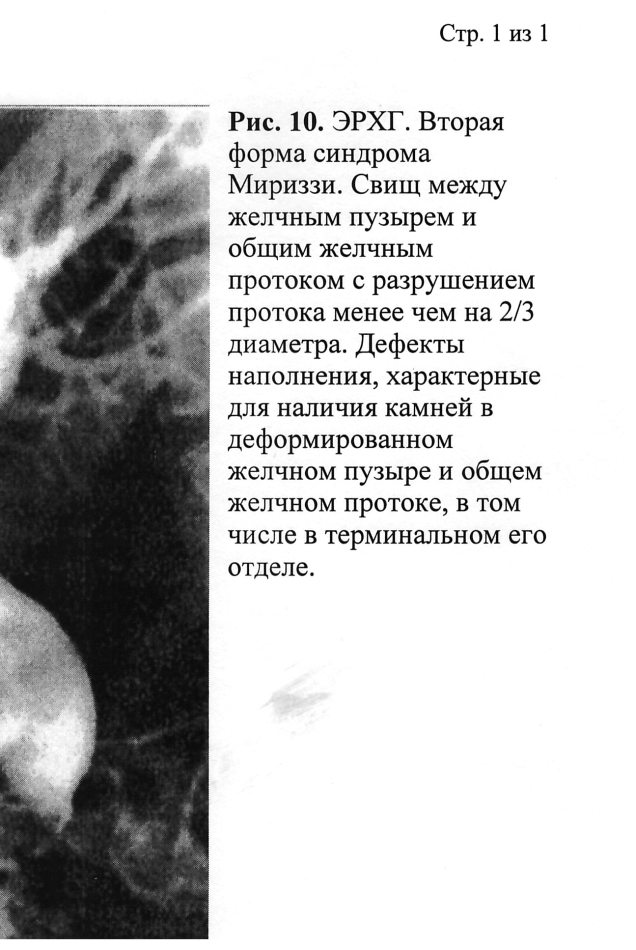 Стр. 1 из 1
Рис. 10. ЭРХГ. Вторая
форма синдрома
Мириззи. Свищ между
желчным пузырем и
общим желчным
протоком с разрушением
протока менее чем на 2/3
диаметра. Дефекты
наполнения, характерные
для наличия камней в
деформированном
желчном пузыре и общем
желчном протоке, в том
числе в терминальном его
отделе.